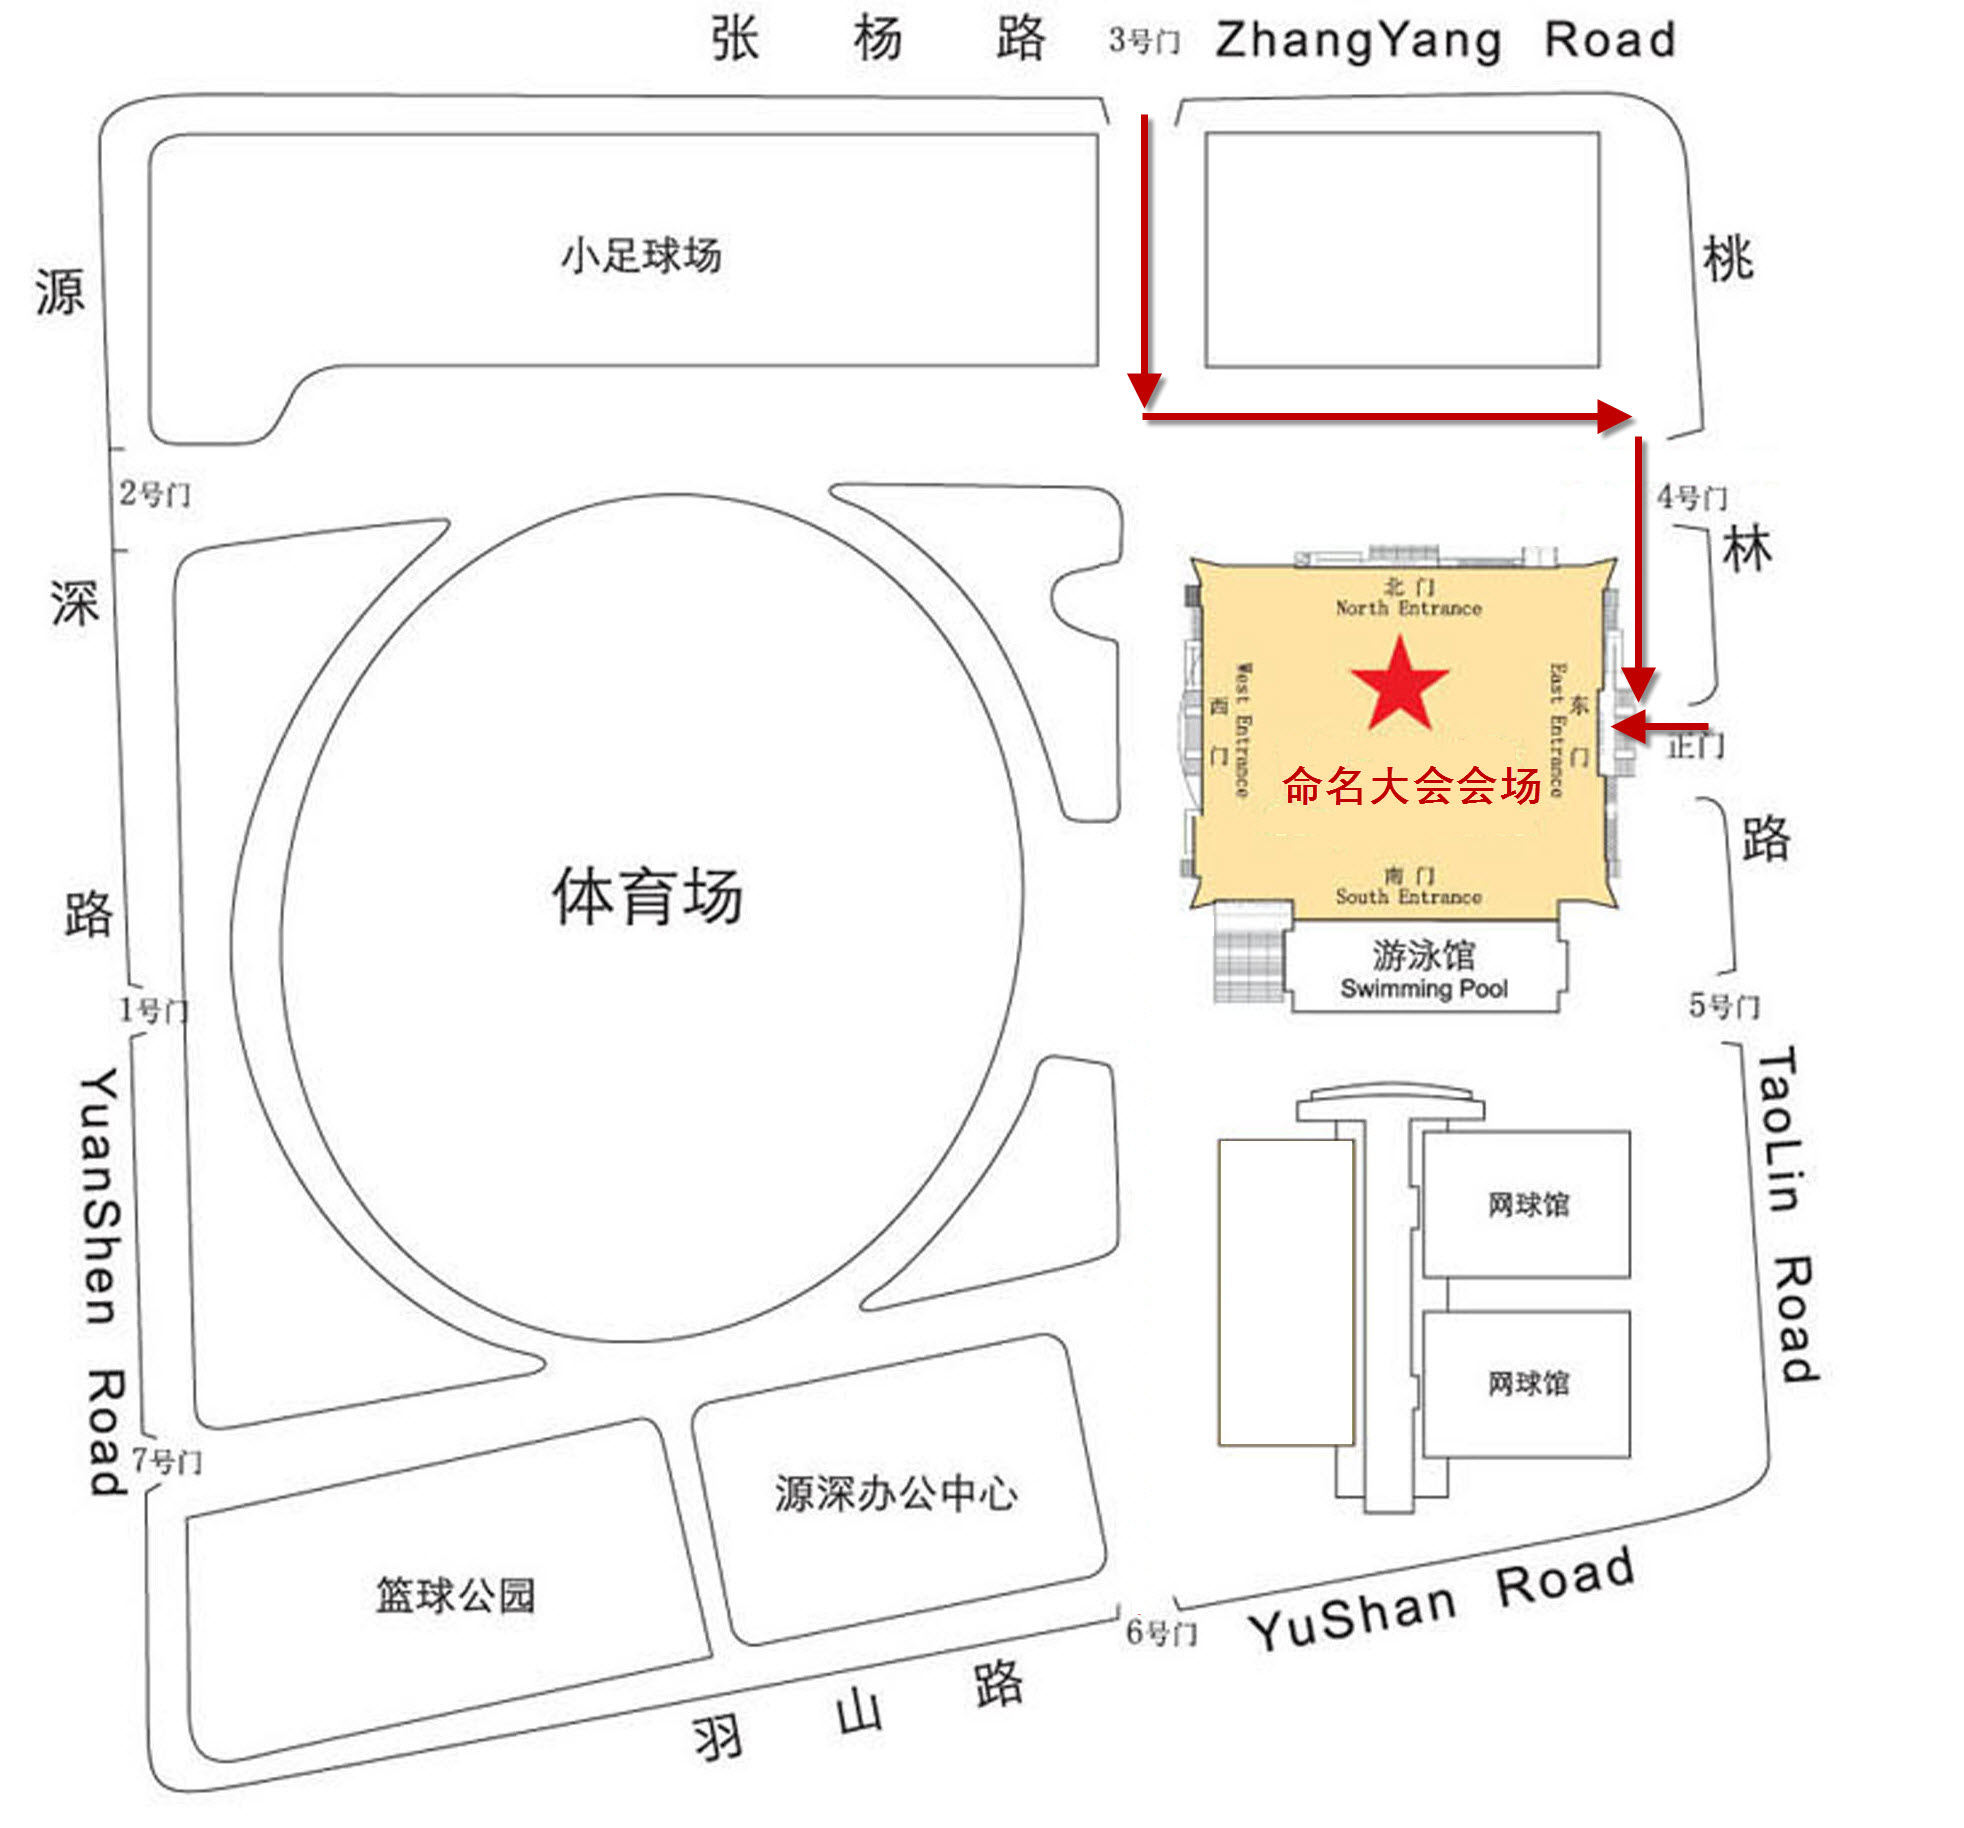 张 杨 路 3号门 ZhangYang Road
小足球场
源 深 路
YuanShen Road
桃 林 路
TaoLin Road
2号门
4号门
北 门
North Entrance
西 门
West Entrance
East Entrance
东 门
正门
命名大会会场
体育场
南 门
South Entrance
游泳馆
Swimming Pool
1号门
5号门
网球馆
网球馆
7号门
源深办公中心
篮球公园
6号门
羽 山 路
YuShan Road